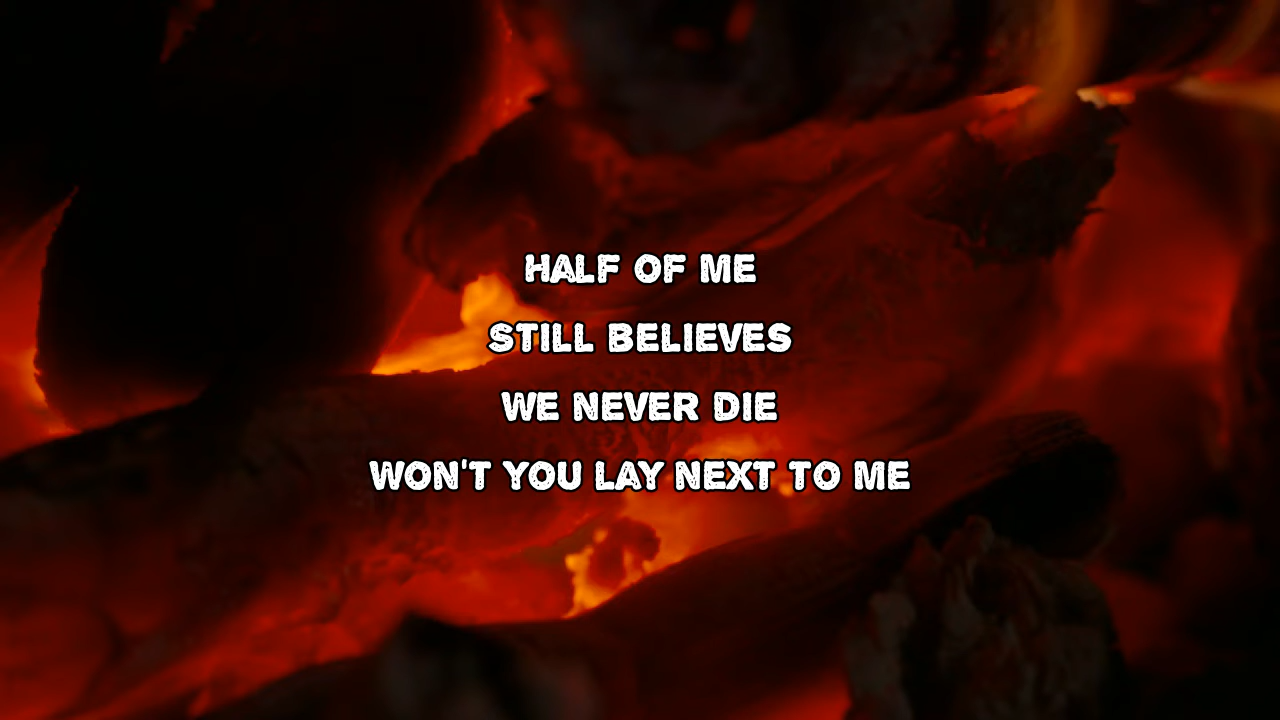 HALF OF ME
STILL BELIEVES
WE NEVER DIE
WON'T YOU LAY NEXT TO ME